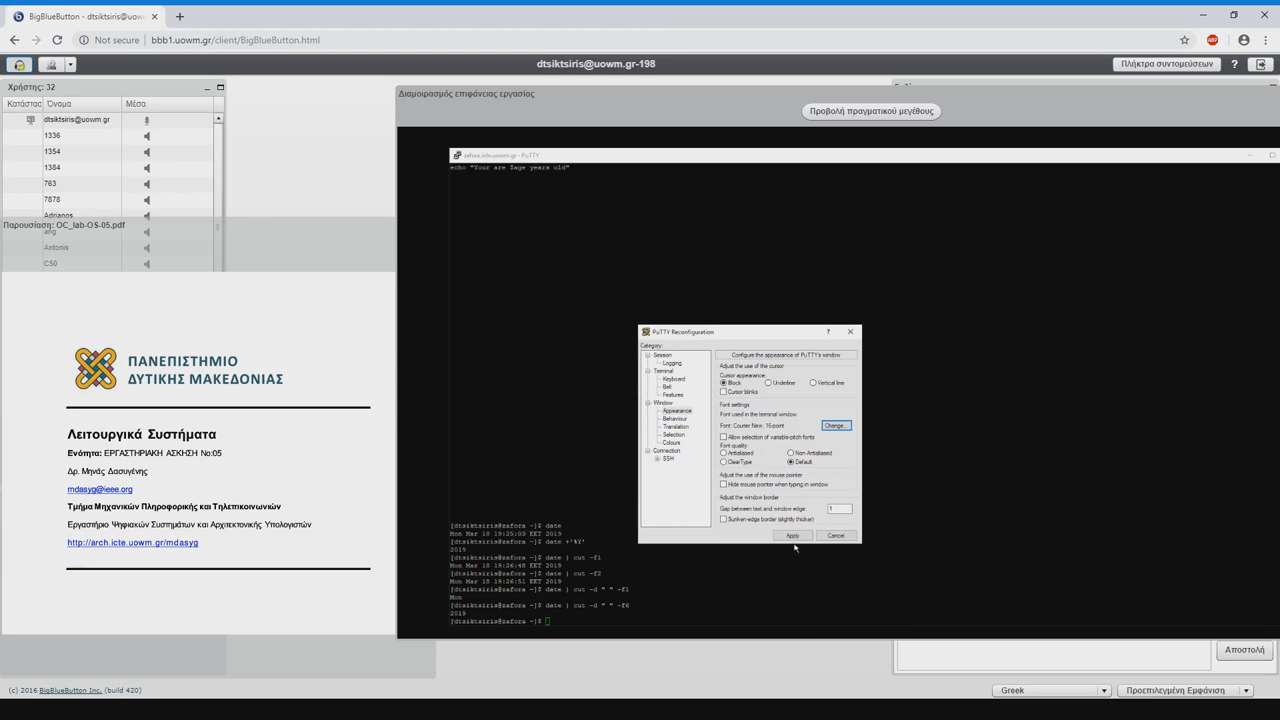 BigBlueButton - dtsiktsiris@uow
Not secure
bbb1.uowm.gr/client/BigBlueButton.html
ABP
dtsiktsiris@uowm.gr-198
Πλήκτρα συντομεύσεων
?
Χρήστης: 32
Κατάστας
Όνομα
Μέσα
dtsiktsiris@uowm.gr
1336
1354
1384
763
7878
Adrianos
ang
Antonis
C50
Παρουσίαση: OC_lab-OS-05.pdf
ΠΑΝΕΠΙΣΤΗΜΙΟ
ΔΥΤΙΚΗΣ ΜΑΚΕΔΟΝΙΑΣ
Λειτουργικά Συστήματα
Ενότητα: ΕΡΓΑΣΤΗΡΙΑΚΗ ΑΣΚΗΣΗ Νο:05
Δρ. Μηνάς Δασυγένης
mdasyg@ieee.org
Τμήμα Μηχανικών Πληροφορικής και Τηλεπικοινωνιών
Εργαστήριο Ψηφιακών Συστημάτων και Αρχιτεκτονικής Υπολογιστών
http://arch.icte.uowm.gr/mdasyg
Διαμοιρασμός επιφάνειας εργασίας
Προβολή πραγματικού μεγέθους
zafora.icte.uowm.gr - PuTTY
echo "Your are $age years old"
PuTTY Reconfiguration
?
Category:
Session
Logging
Terminal
Keyboard
Bell
Features
Window
Appearance
Behaviour
Translation
Selection
Colours
Connection
SSH
Configure the appearance of PuTTY's window
Adjust the use of the cursor
Cursor appearance:
Block
Underline
Vertical line
Cursor blinks
Font settings
Font used in the terminal window
Font: Courier New, 16-point
Change...
Allow selection of variable-pitch fonts
Font quality:
Antialiased
Non-Antialiased
ClearType
Default
Adjust the use of the mouse pointer
Hide mouse pointer when typing in window
Adjust the window border
Gap between text and window edge:
1
Sunken-edge border (slightly thicker)
Apply
Cancel
[dtsiktsiris@zafora ~]$ date
Mon Mar 18 19:25:03 EET 2019
[dtsiktsiris@zafora ~]$ date +'%Y'
2019
[dtsiktsiris@zafora ~]$ date | cut -f1
Mon Mar 18 19:26:48 EET 2019
[dtsiktsiris@zafora ~]$ date | cut -f2
Mon Mar 18 19:26:51 EET 2019
[dtsiktsiris@zafora ~]$ date | cut -d " " -f1
Mon
[dtsiktsiris@zafora ~]$ date | cut -d " " -f6
2019
[dtsiktsiris@zafora ~]$
Αποστολή
(c) 2016 BigBlueButton Inc. (build 420)
Greek
Προεπιλεγμένη Εμφάνιση